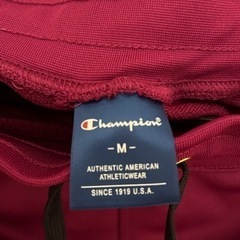 Champion
- M -
AUTHENTIC AMERICAN
ATHLETICWEAR
SINCE 1919 U.S.A.